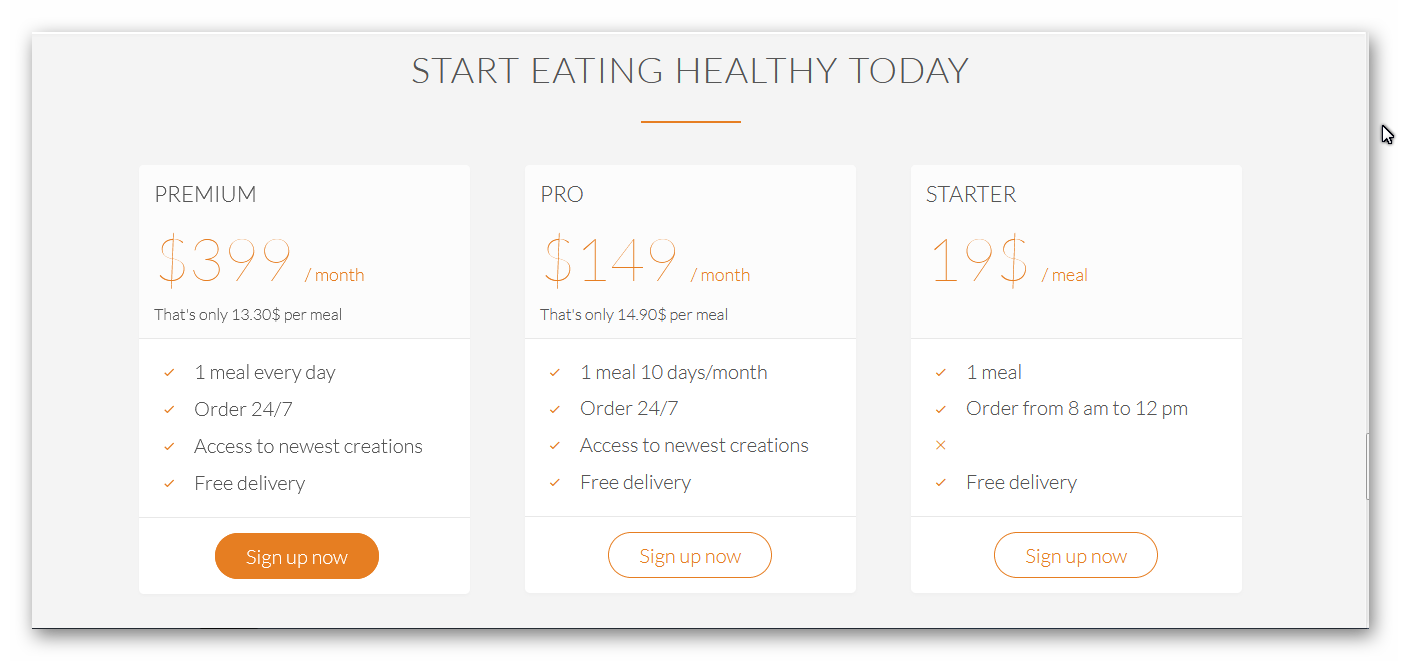 START EATING HEALTHY TODAY
PREMIUM
$399 / month
That's only 13.30$ per meal
1 meal every day
Order 24/7
Access to newest creations
Free delivery
Sign up now
PRO
$149 / month
That's only 14.90$ per meal
1 meal 10 days/month
Order 24/7
Access to newest creations
Free delivery
Sign up now
STARTER
19$ / meal
1 meal
Order from 8 am to 12 pm
Free delivery
Sign up now